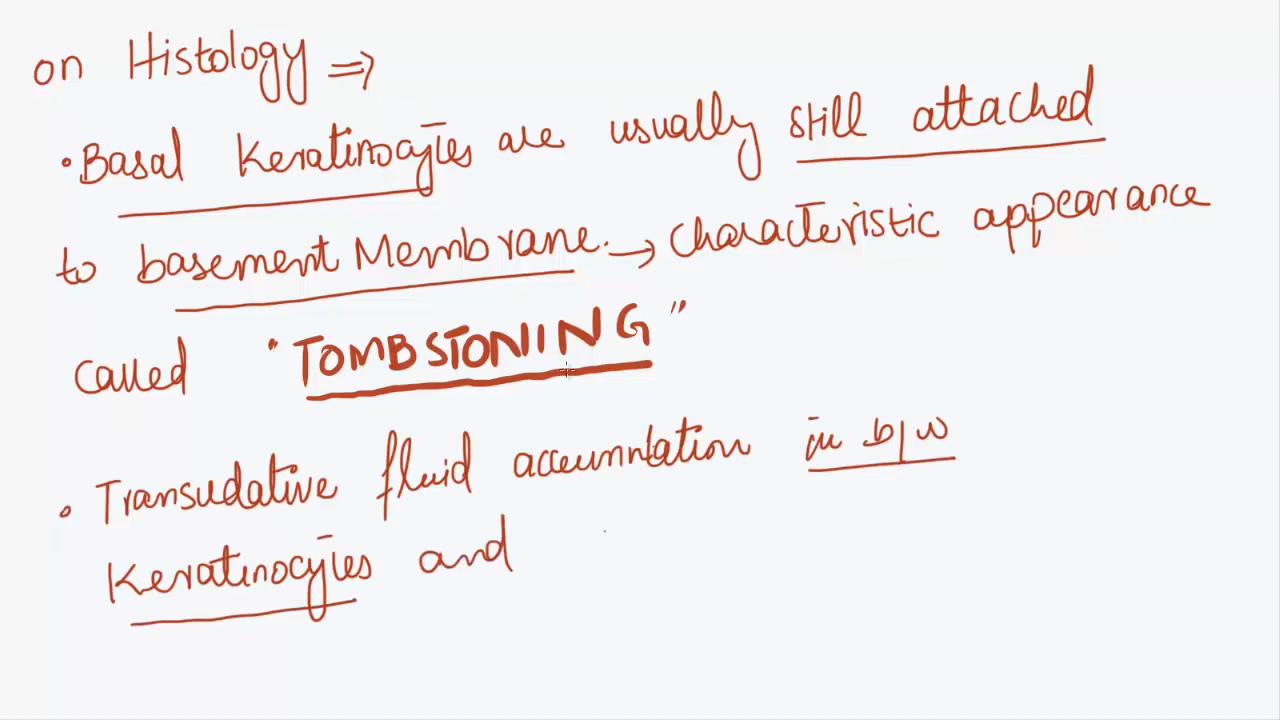 on Histology ⇒
• Basal Keratinocytes are usually still attached
to basement Membrane. → characteristic appearance
called "TOMBSTONING"
• Transudative fluid accumulation in b/w
Keratinocytes and